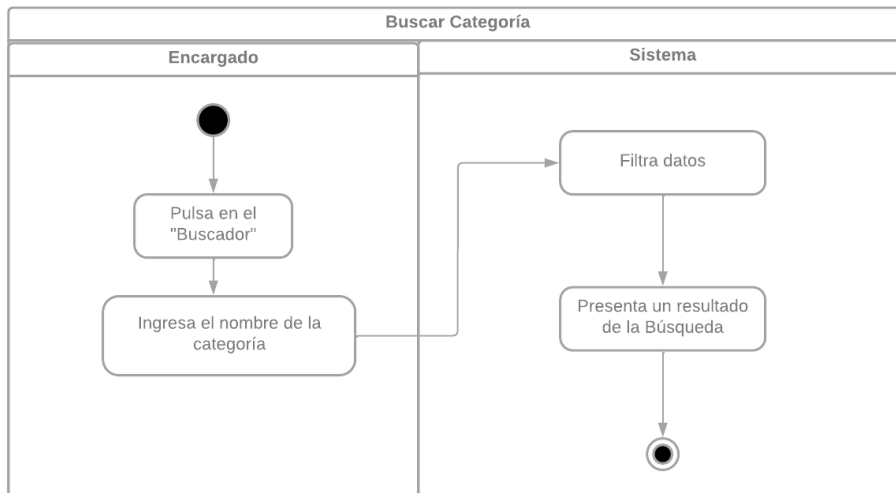 Buscar Categoría
Encargado
Sistema
Pulsa en el
"Buscador"
Ingresa el nombre de la
categoría
Filtra datos
Presenta un resultado
de la Búsqueda